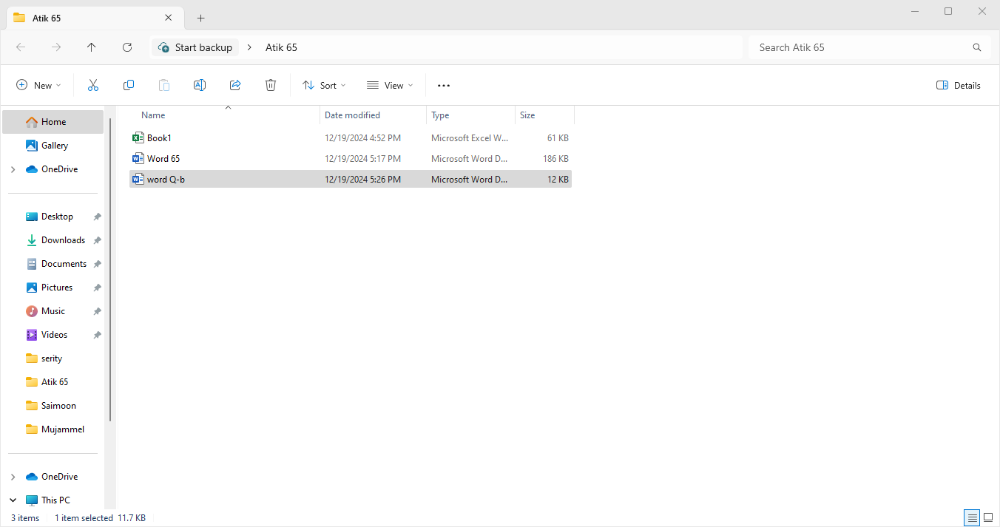 Atik 65
Start backup > Atik 65
Search Atik 65
New Sort View Details
Name Date modified Type Size
Book1 12/19/2024 4:52 PM Microsoft Excel W... 61 KB
Word 65 12/19/2024 5:17 PM Microsoft Word D... 186 KB
word Q-b 12/19/2024 5:26 PM Microsoft Word D... 12 KB
Home
Gallery
OneDrive
Desktop
Downloads
Documents
Pictures
Music
Videos
serity
Atik 65
Saimoon
Mujammel
OneDrive
This PC
3 items 1 item selected 11.7 KB